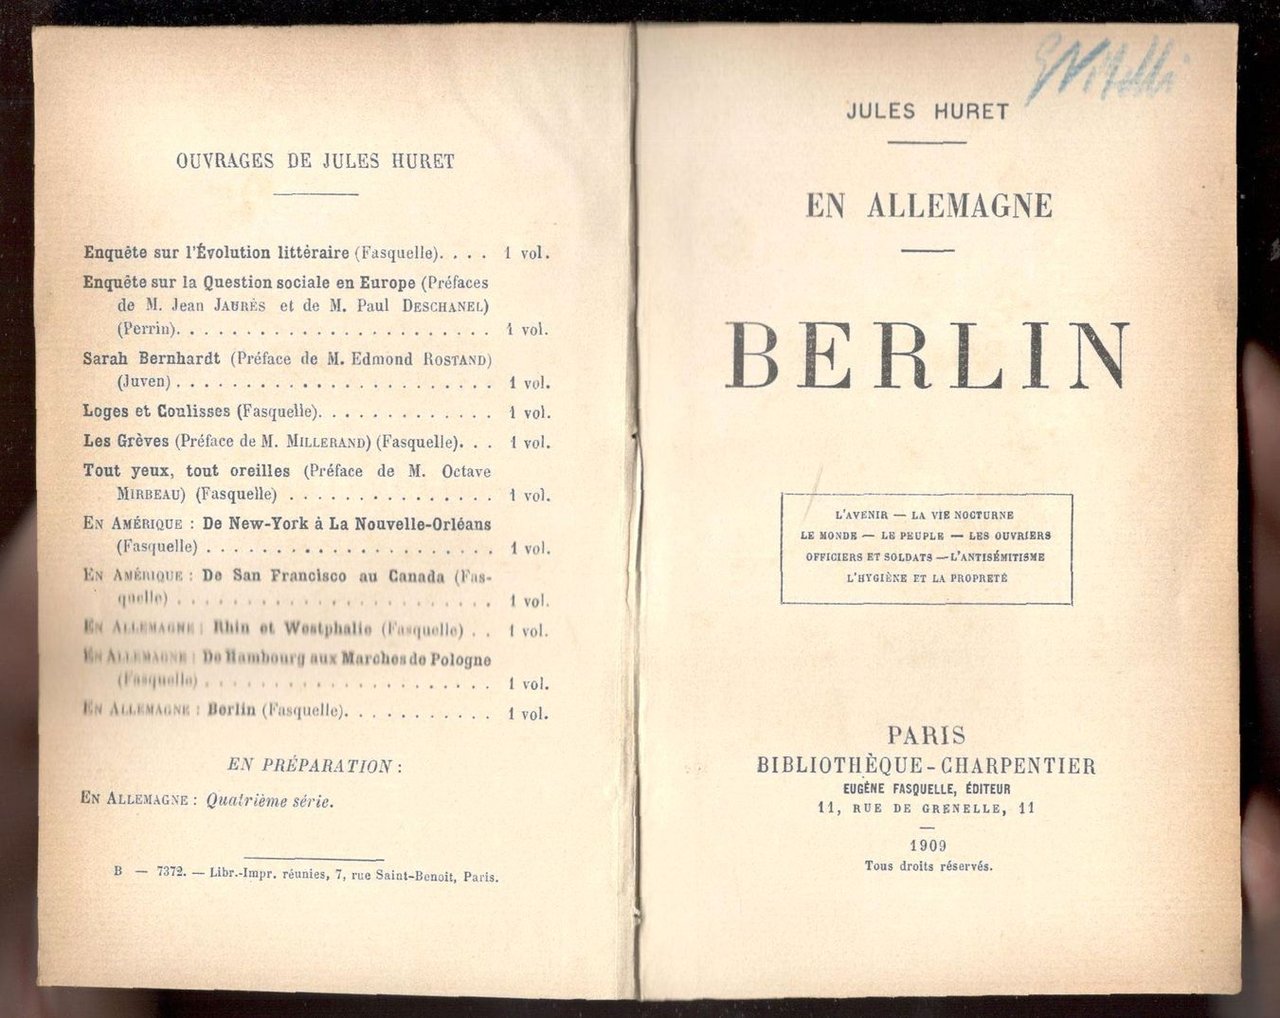 OUVRAGES DE JULES HURET
Enquête sur l'Évolution littéraire (Fasquelle). . . . 1 vol.
Enquête sur la Question sociale en Europe (Préfaces
de M. Jean JAURÈS et de M. Paul DESCHANEL)
(Perrin). . . . . . . . . . . . . . . . . . . . . . . 1 vol.
Sarah Bernhardt (Préface de M. Edmond ROSTAND)
(Juven) . . . . . . . . . . . . . . . . . . . . . . . 1 vol.
Loges et Coulisses (Fasquelle). . . . . . . . . . . . . 1 vol.
Les Grèves (Préface de M. MILLERAND) (Fasquelle). . . 1 vol.
Tout yeux, tout oreilles (Préface de M. Octave
MIRBEAU) (Fasquelle) . . . . . . . . . . . . . . . 1 vol.
EN AMÉRIQUE : De New-York à La Nouvelle-Orléans
(Fasquelle) . . . . . . . . . . . . . . . . . . . . 1 vol.
EN AMÉRIQUE : De San Francisco au Canada (Fas-
quelle) . . . . . . . . . . . . . . . . . . . . . . . 1 vol.
EN ALLEMAGNE : Rhin et Westphalie (Fasquelle) . . 1 vol.
EN ALLEMAGNE : De Hambourg aux Marches de Pologne
(Fasquelle) . . . . . . . . . . . . . . . . . . . . . 1 vol.
EN ALLEMAGNE : Berlin (Fasquelle). . . . . . . . . . . 1 vol.
EN PRÉPARATION :
EN ALLEMAGNE : Quatrième série.
B — 7372. — Libr.-Impr. réunies, 7, rue Saint-Benoit, Paris.
JULES HURET
EN ALLEMAGNE
BERLIN
L'AVENIR — LA VIE NOCTURNE
LE MONDE — LE PEUPLE — LES OUVRIERS
OFFICIERS ET SOLDATS — L'ANTISÉMITISME
L'HYGIÈNE ET LA PROPRETÉ
PARIS
BIBLIOTHÈQUE-CHARPENTIER
EUGÈNE FASQUELLE, ÉDITEUR
11, RUE DE GRENELLE, 11
1909
Tous droits réservés.